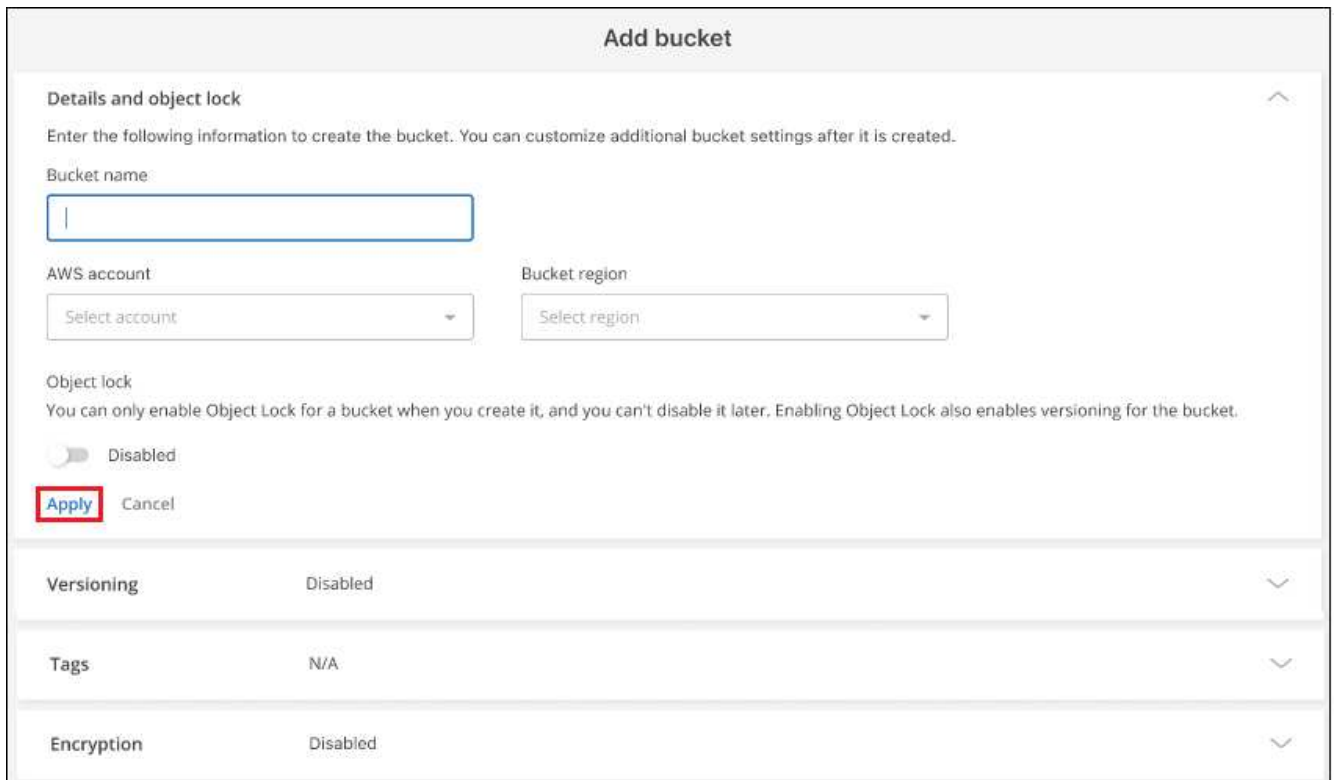 Add bucket
Details and object lock
Enter the following information to create the bucket. You can customize additional bucket settings after it is created.
Bucket name
AWS account Bucket region
Select account Select region
Object lock
You can only enable Object Lock for a bucket when you create it, and you can't disable it later. Enabling Object Lock also enables versioning for the bucket.
Disabled
Apply Cancel
Versioning Disabled
Tags N/A
Encryption Disabled